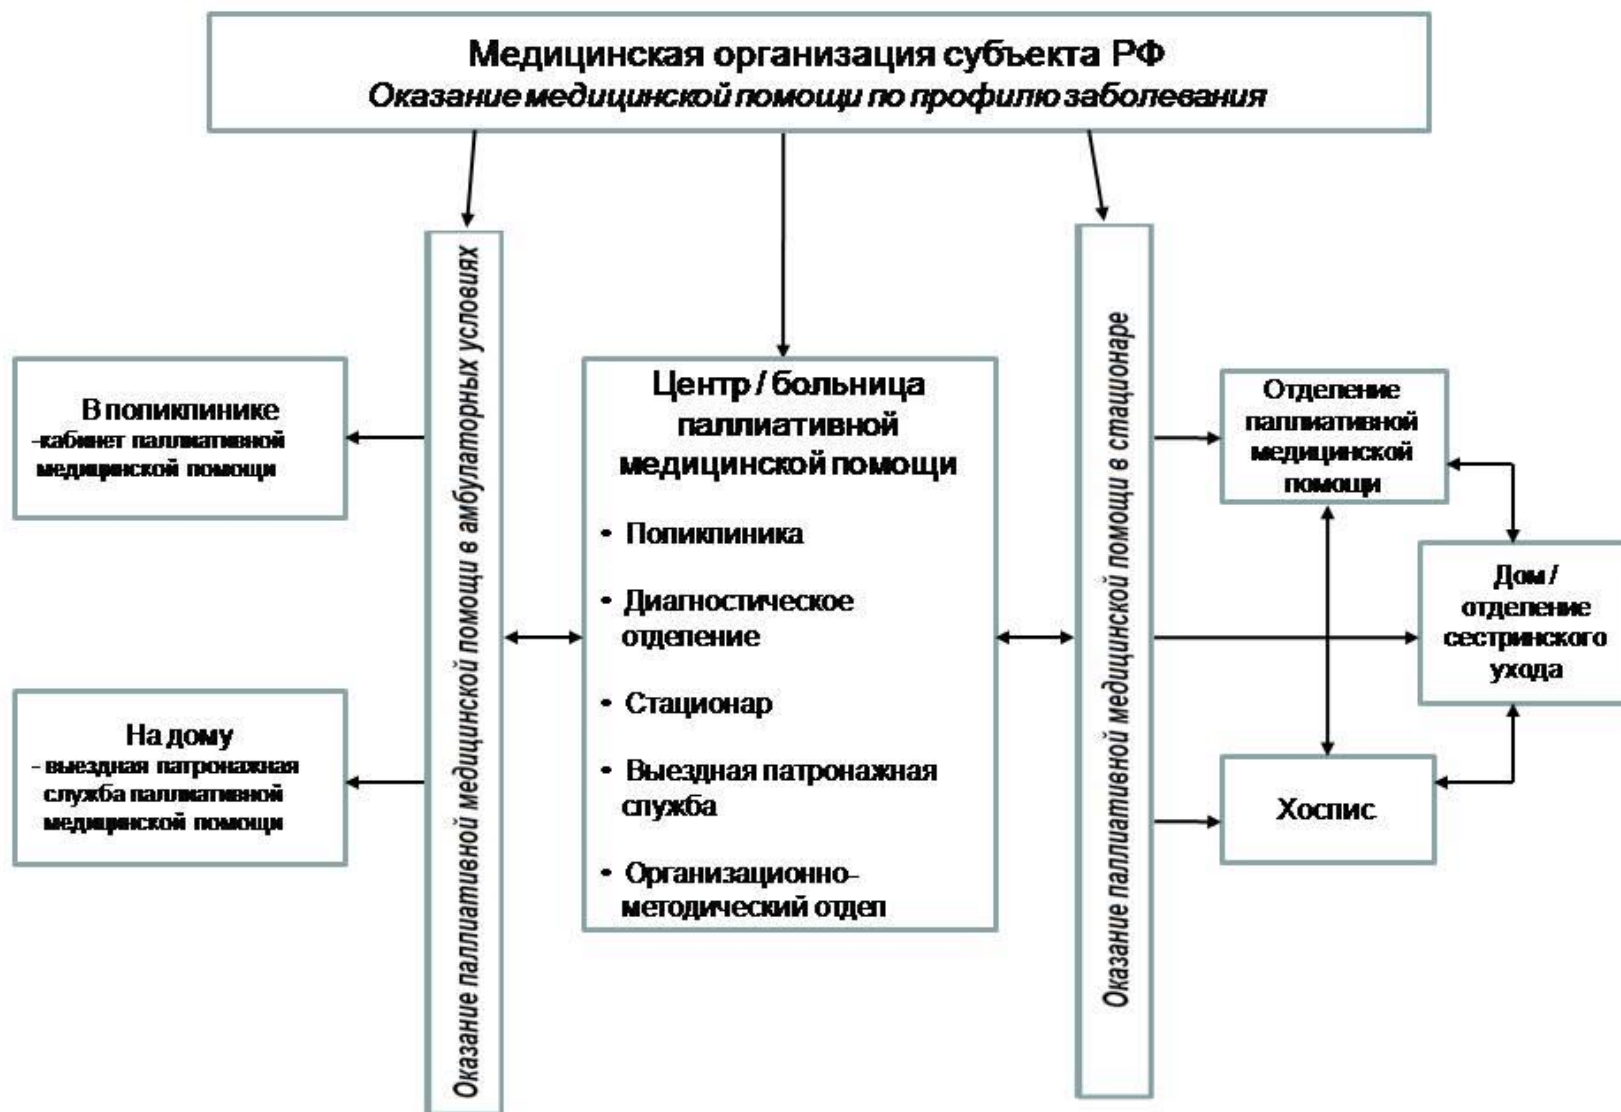 Медицинская организация субъекта РФ
Оказание медицинской помощи по профилю заболевания
Оказание паллиативной медицинской помощи в амбулаторных условиях
В поликлинике
-кабинет паллиативной
медицинской помощи
На дому
- выездная патронажная
служба паллиативной
медицинской помощи
Центр / больница
паллиативной
медицинской помощи
• Поликлиника
• Диагностическое
отделение
• Стационар
• Выездная патронажная
служба
• Организационно-
методический отдел
Оказание паллиативной медицинской помощи в стационаре
Отделение
паллиативной
медицинской
помощи
Дом /
отделение
сестринского
ухода
Хоспис